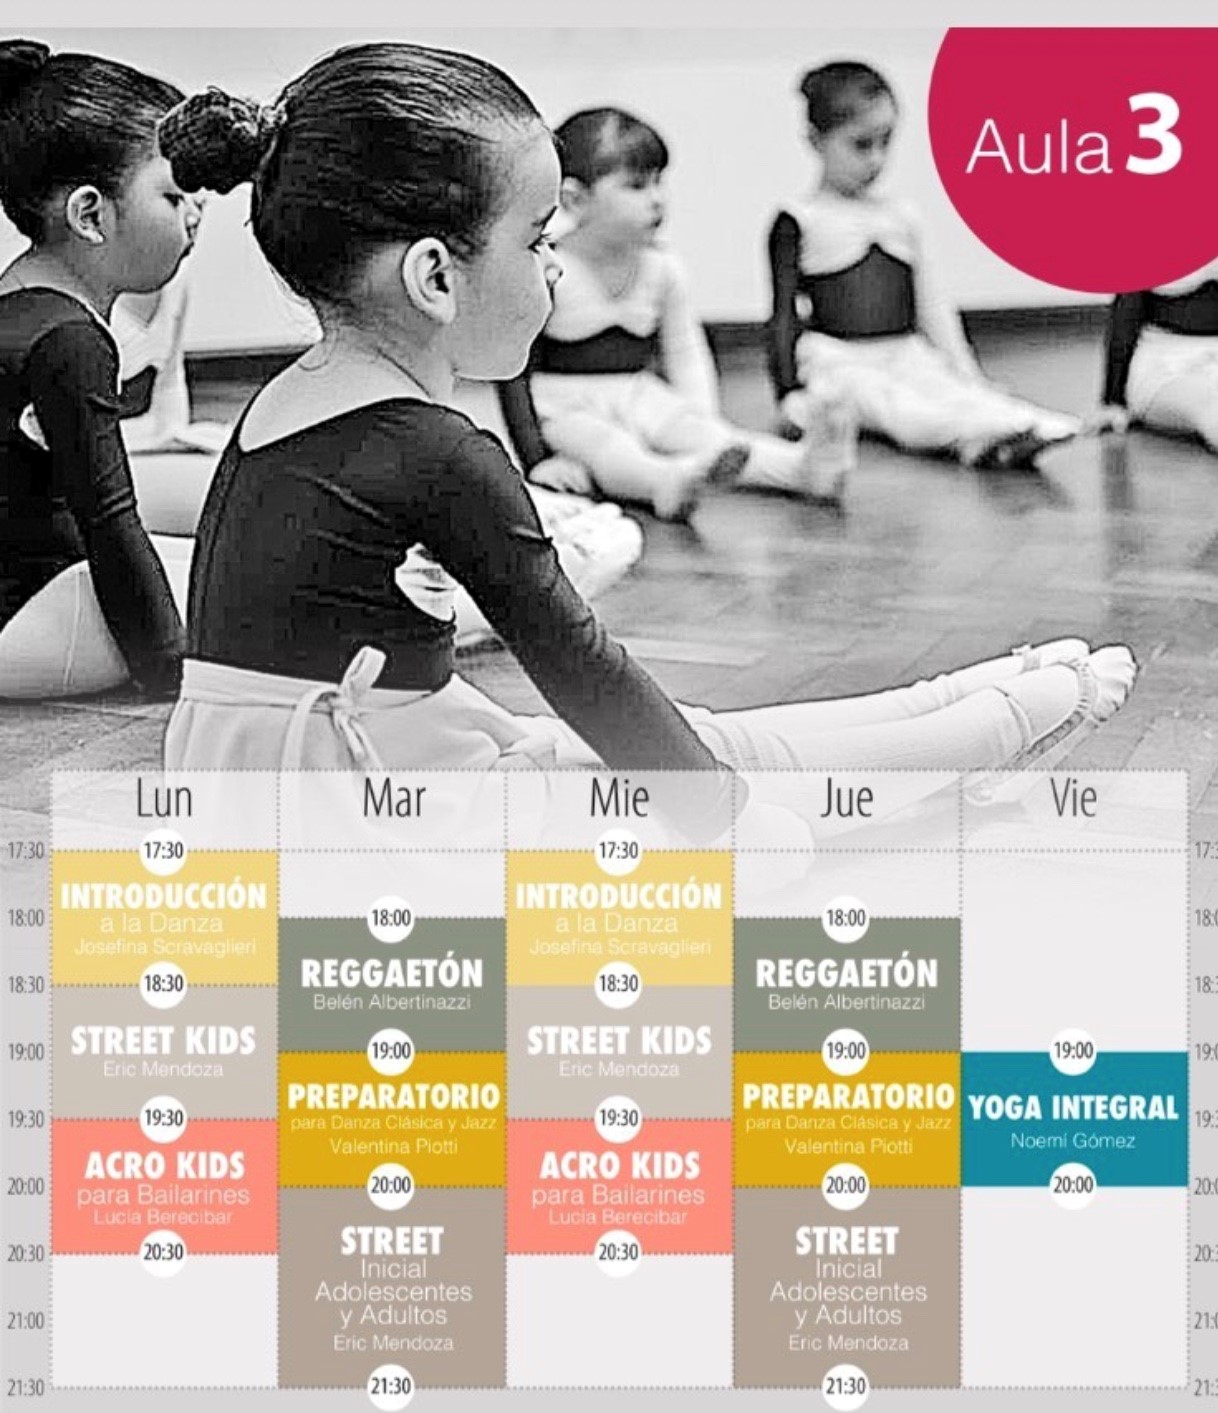 Aula 3
Lun Mar Mie Jue Vie
17:30 17:30 17:30
INTRODUCCIÓN
a la Danza
Josefina Scravaglieri
18:30
STREET KIDS
Eric Mendoza
19:30
ACRO KIDS
para Bailarines
Lucía Berecibar
20:30
18:00
REGGAETÓN
Belén Albertinazzi
19:00
PREPARATORIO
para Danza Clásica y Jazz
Valentina Piotti
20:00
STREET
Inicial
Adolescentes
y Adultos
Eric Mendoza
21:30
INTRODUCCIÓN
a la Danza
Josefina Scravaglieri
18:30
STREET KIDS
Eric Mendoza
19:30
ACRO KIDS
para Bailarines
Lucía Berecibar
20:30
18:00
REGGAETÓN
Belén Albertinazzi
19:00
PREPARATORIO
para Danza Clásica y Jazz
Valentina Piotti
20:00
STREET
Inicial
Adolescentes
y Adultos
Eric Mendoza
21:30
19:00
YOGA INTEGRAL
Noemí Gómez
20:00
18:00
18:30
19:00
19:30
20:00
20:30
21:00
21:30